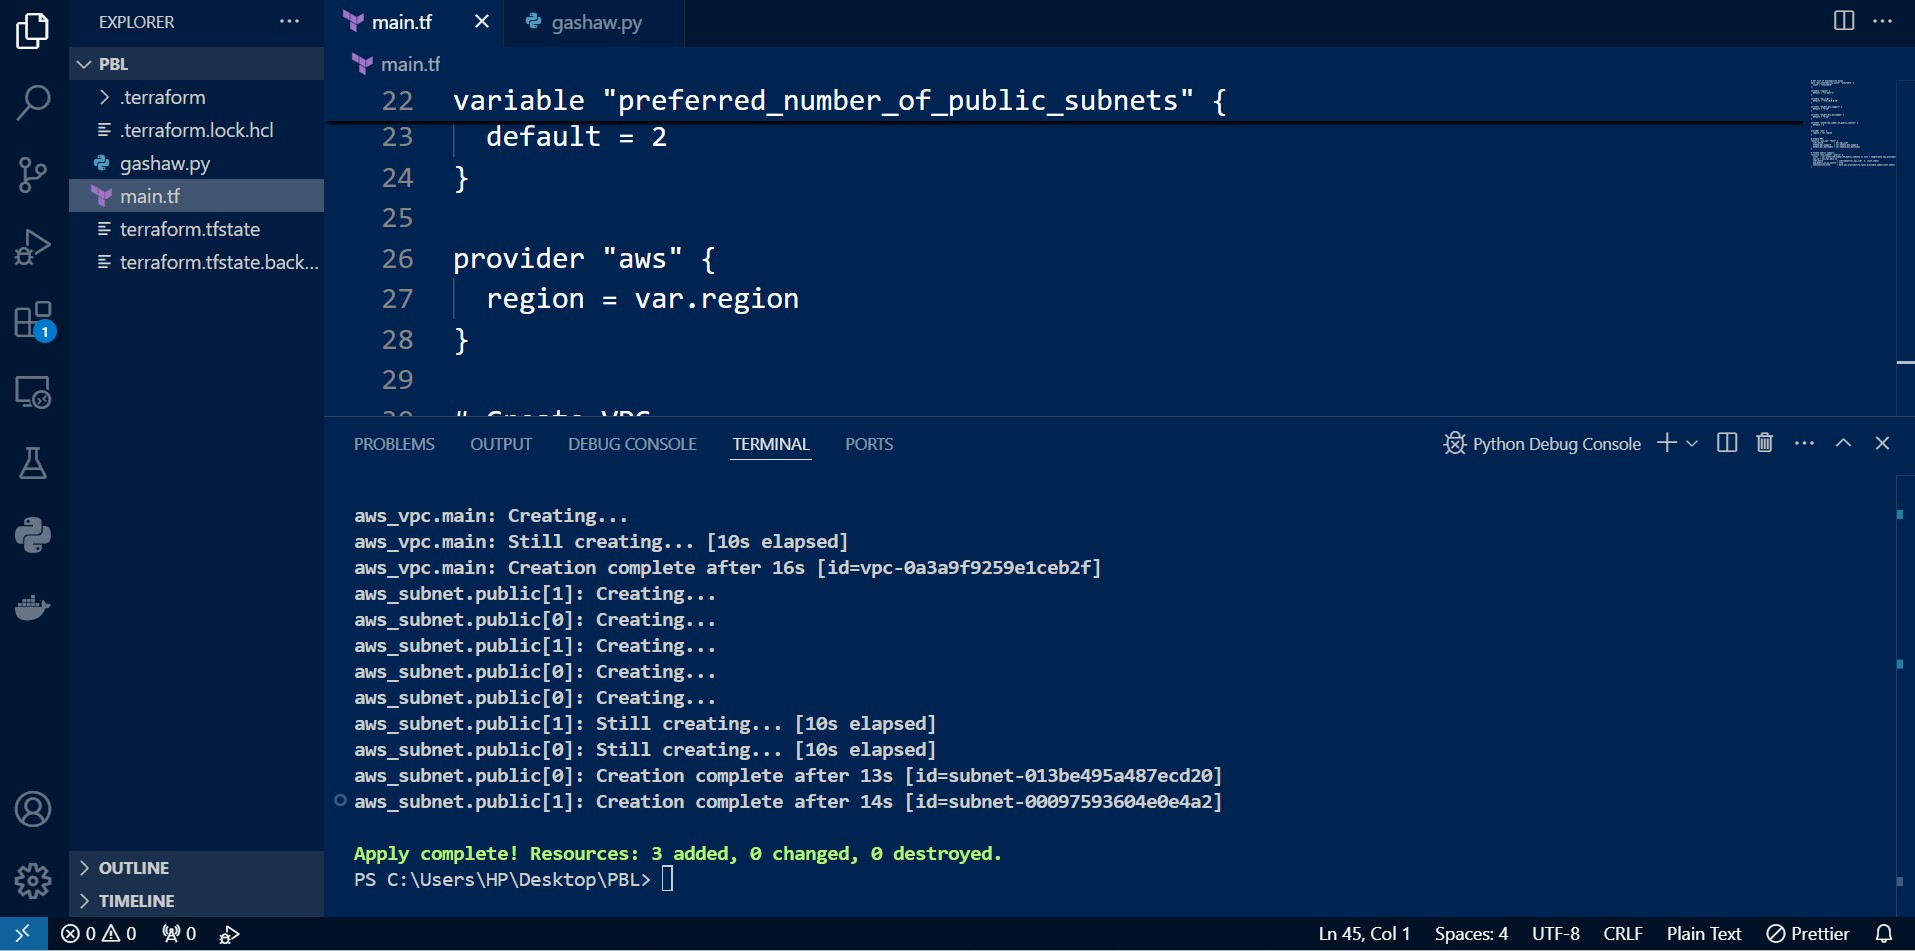 EXPLORER
PBL
.terraform
.terraform.lock.hcl
gashaw.py
main.tf
terraform.tfstate
terraform.tfstate.back...
OUTLINE
TIMELINE
1
main.tf
gashaw.py
main.tf
22 variable "preferred_number_of_public_subnets" {
23 default = 2
24 }
25
26 provider "aws" {
27 region = var.region
28 }
29
30 # Create VPC
PROBLEMS OUTPUT DEBUG CONSOLE TERMINAL PORTS
Python Debug Console
aws_vpc.main: Creating...
aws_vpc.main: Still creating... [10s elapsed]
aws_vpc.main: Creation complete after 16s [id=vpc-0a3a9f9259e1ceb2f]
aws_subnet.public[1]: Creating...
aws_subnet.public[0]: Creating...
aws_subnet.public[1]: Creating...
aws_subnet.public[0]: Creating...
aws_subnet.public[0]: Creating...
aws_subnet.public[1]: Still creating... [10s elapsed]
aws_subnet.public[0]: Still creating... [10s elapsed]
aws_subnet.public[0]: Creation complete after 13s [id=subnet-013be495a487ecd20]
aws_subnet.public[1]: Creation complete after 14s [id=subnet-00097593604e0e4a2]
Apply complete! Resources: 3 added, 0 changed, 0 destroyed.
PS C:\Users\HP\Desktop\PBL>
0 0 0 Ln 45, Col 1 Spaces: 4 UTF-8 CRLF Plain Text Prettier